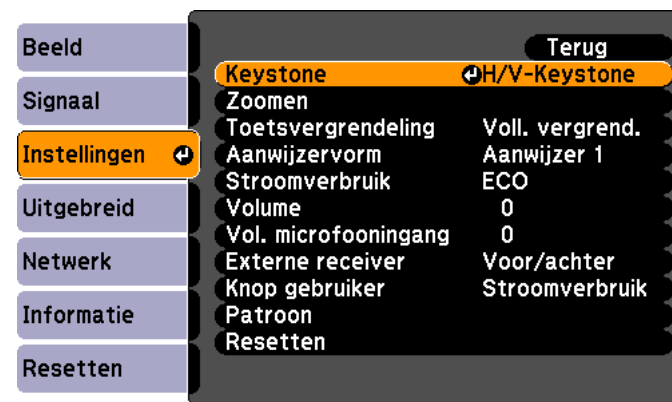 Beeld
Signaal
Instellingen
Uitgebreid
Netwerk
Informatie
Resetten
Terug
Keystone H/V-Keystone
Zoomen
Toetsvergrendeling Voll. vergrend.
Aanwijzervorm Aanwijzer 1
Stroomverbruik ECO
Volume 0
Vol. microfooningang 0
Externe receiver Voor/achter
Knop gebruiker Stroomverbruik
Patroon
Resetten